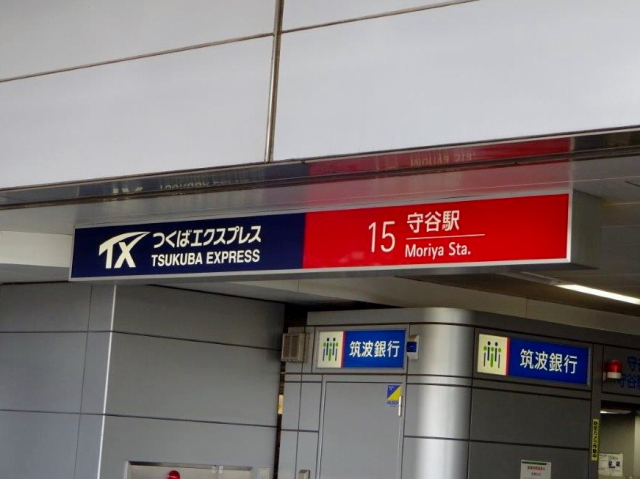 TX つくばエクスプレス
TSUKUBA EXPRESS
15 守谷駅
Moriya Sta.
筑波銀行
筑波銀行